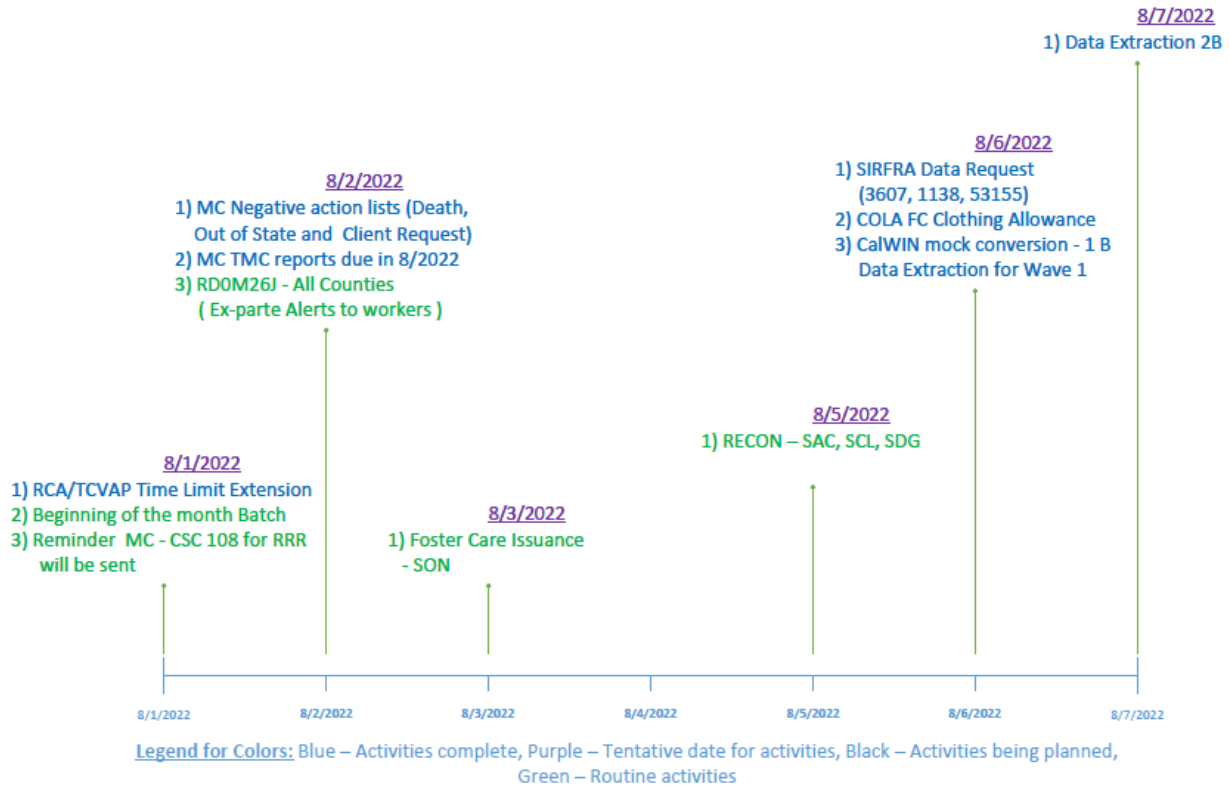 8/7/2022
1) Data Extraction 2B
8/6/2022
1) SIRFRA Data Request
(3607, 1138, 53155)
2) COLA FC Clothing Allowance
3) CalWIN mock conversion - 1 B
Data Extraction for Wave 1
8/2/2022
1) MC Negative action lists (Death,
Out of State and Client Request)
2) MC TMC reports due in 8/2022
3) RD0M26J - All Counties
( Ex-parte Alerts to workers )
8/5/2022
1) RECON – SAC, SCL, SDG
8/1/2022
1) RCA/TCVAP Time Limit Extension
2) Beginning of the month Batch
3) Reminder MC - CSC 108 for RRR
will be sent
8/3/2022
1) Foster Care Issuance
- SON
8/1/2022
8/2/2022
8/3/2022
8/4/2022
8/5/2022
8/6/2022
8/7/2022
Legend for Colors: Blue – Activities complete, Purple – Tentative date for activities, Black – Activities being planned,
Green – Routine activities